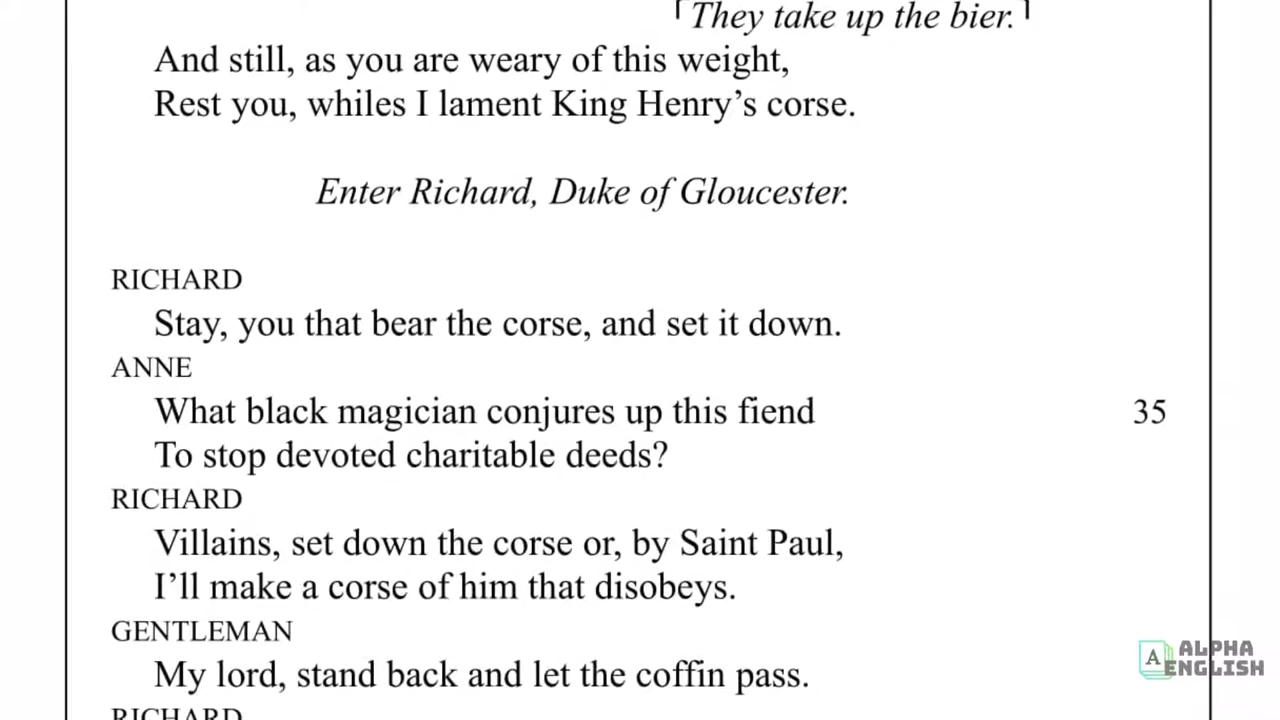 ⌜They take up the bier.⌝
And still, as you are weary of this weight,
Rest you, whiles I lament King Henry’s corse.
Enter Richard, Duke of Gloucester.
RICHARD
Stay, you that bear the corse, and set it down.
ANNE
What black magician conjures up this fiend 35
To stop devoted charitable deeds?
RICHARD
Villains, set down the corse or, by Saint Paul,
I’ll make a corse of him that disobeys.
GENTLEMAN
My lord, stand back and let the coffin pass.
RICHARD
A ALPHA
ENGLISH